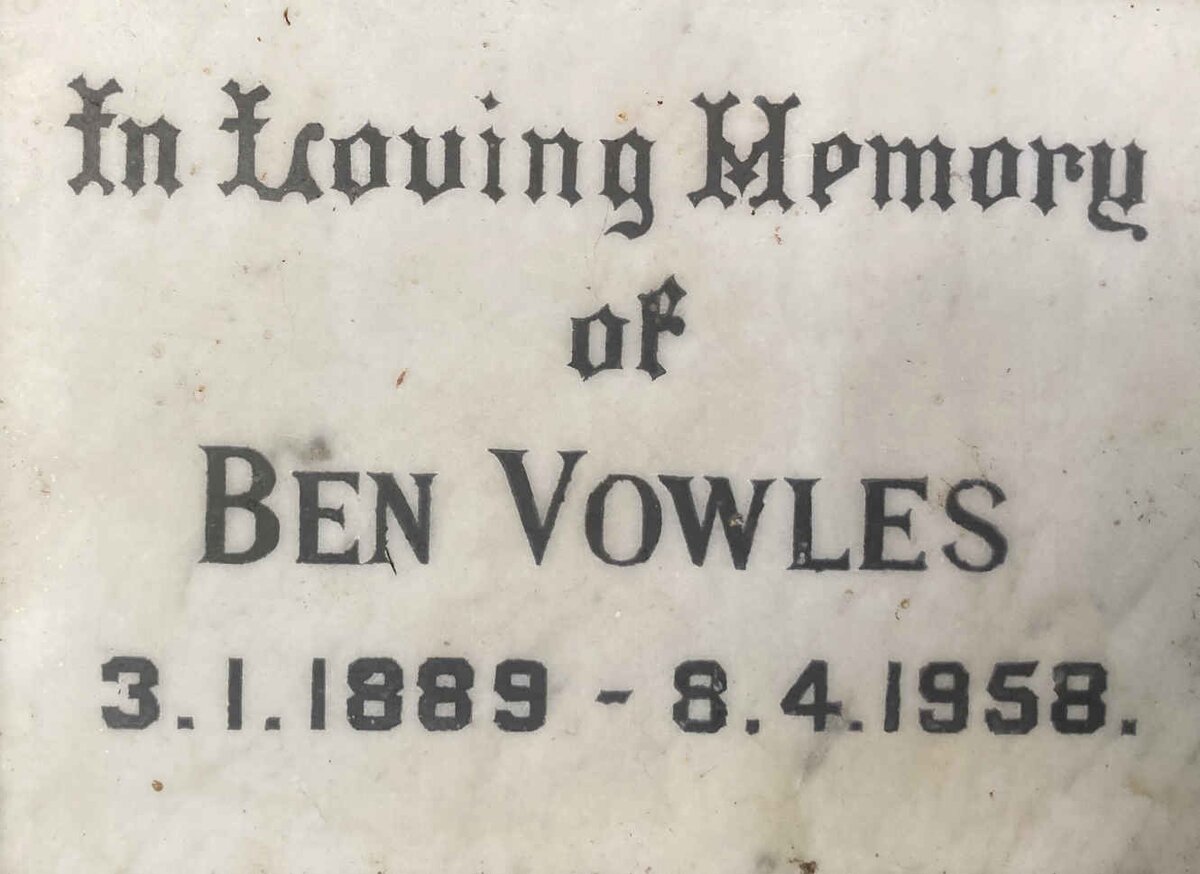 In Loving Memory
of
BEN VOWLES
3.1.1889 - 8.4.1958.